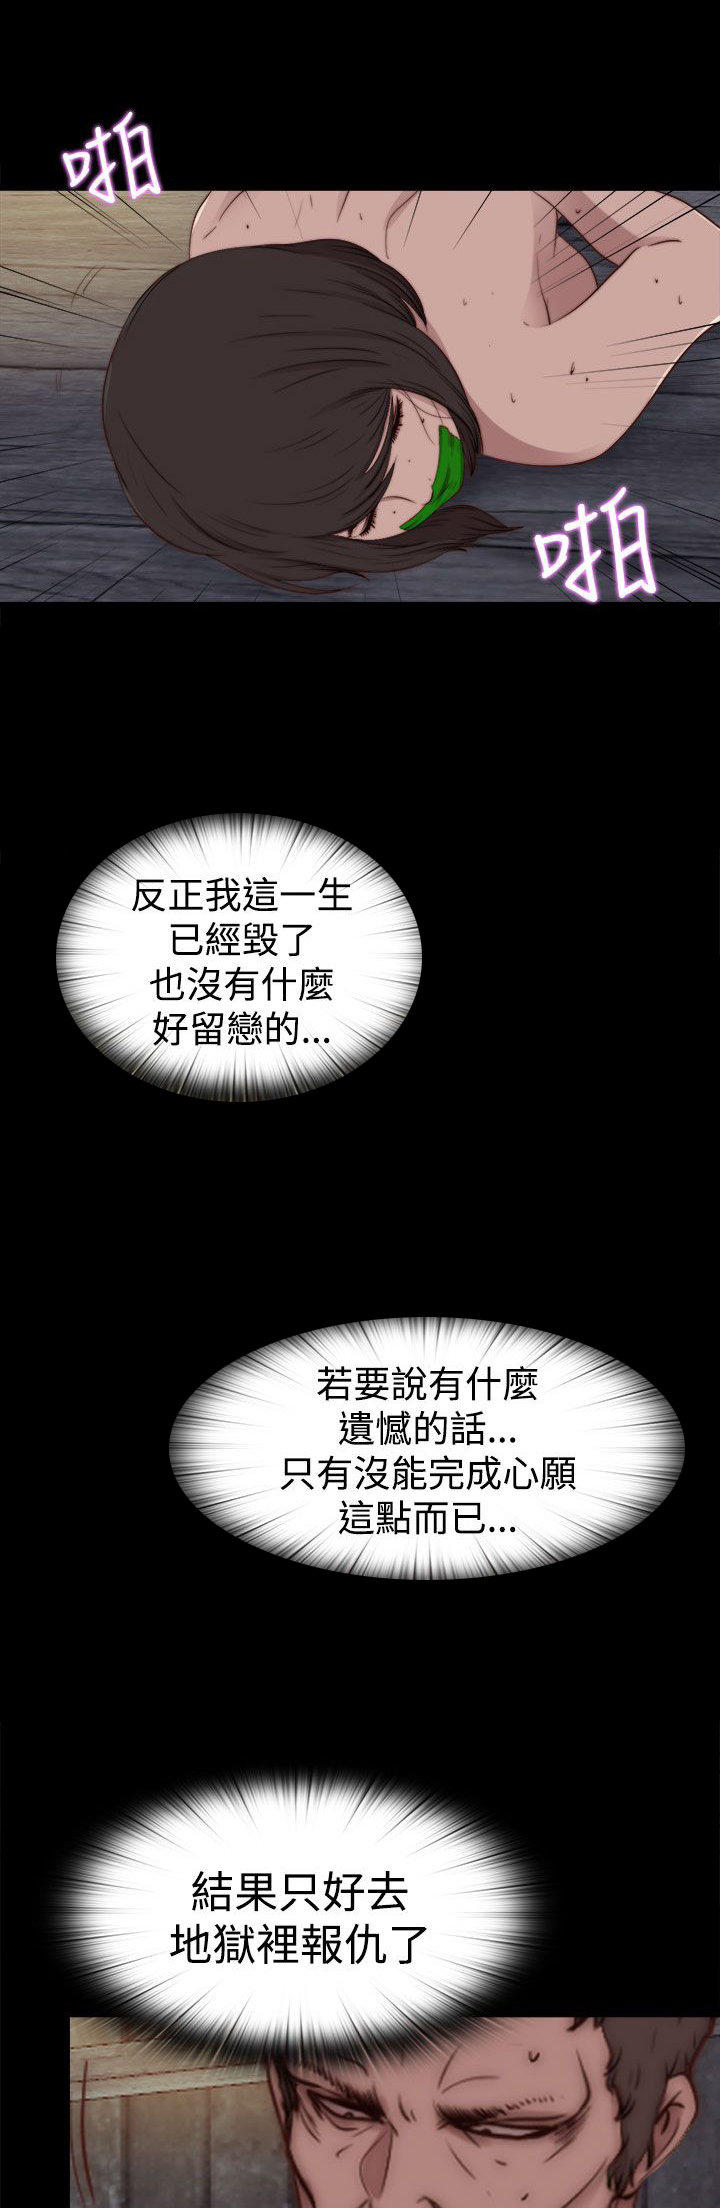 啪
啪
反正我這一生
已經毀了
也沒有什麼
好留戀的...
若要說有什麼
遺憾的話...
只有沒能完成心願
這點而已...
結果只好去
地獄裡報仇了